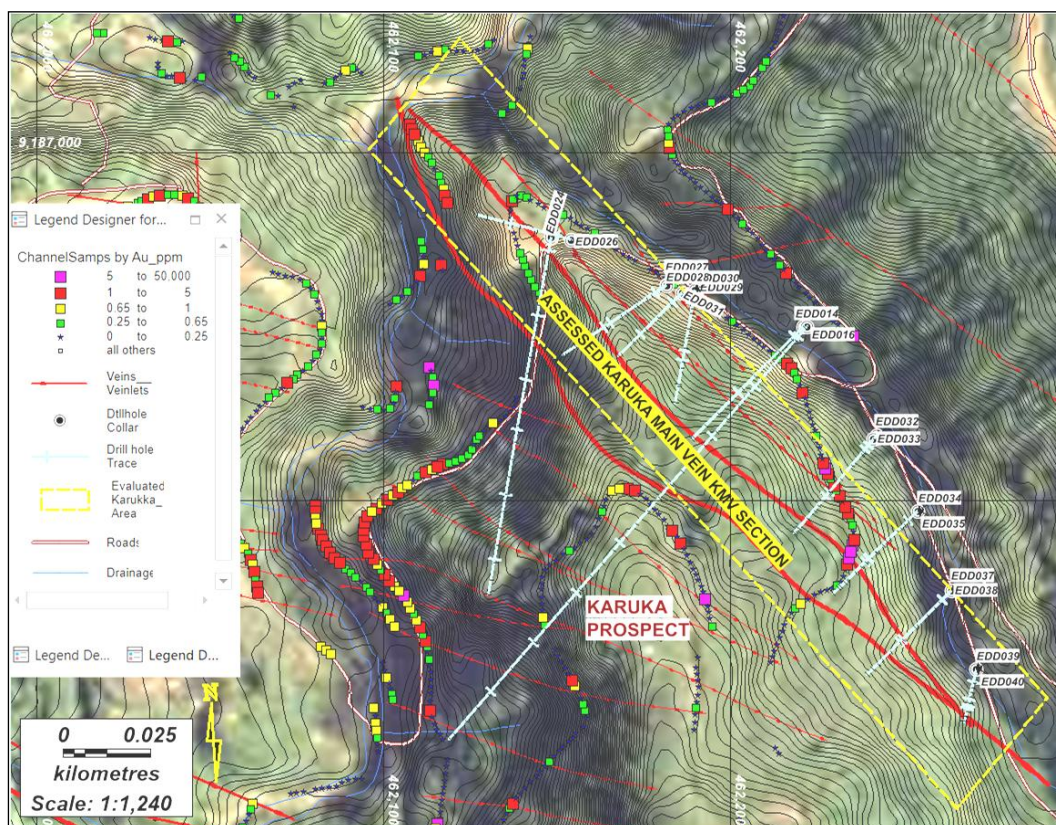 462,100
462,200
9,187,000
Legend Designer for...
ChannelSamps by Au_ppm
5 to 50.000
1 to 5
0.65 to 1
0.25 to 0.65
0 to 0.25
all others
Veins__
Veinlets
Dtllhole
Collar
Drill hole
Trace
Evaluated
Karukka_
Area
Roads
Drainage
Legend De...
Legend D...
EDD026
EDD027
EDD028
EDD029
EDD031
EDD014
EDD016
ASSESSED KARUKA MAIN VEIN KMV SECTION
EDD032
EDD033
EDD034
EDD035
EDD037
EDD038
EDD039
EDD040
KARUKA
PROSPECT
N
0 0.025
kilometres
Scale: 1:1,240
462,100
462,200